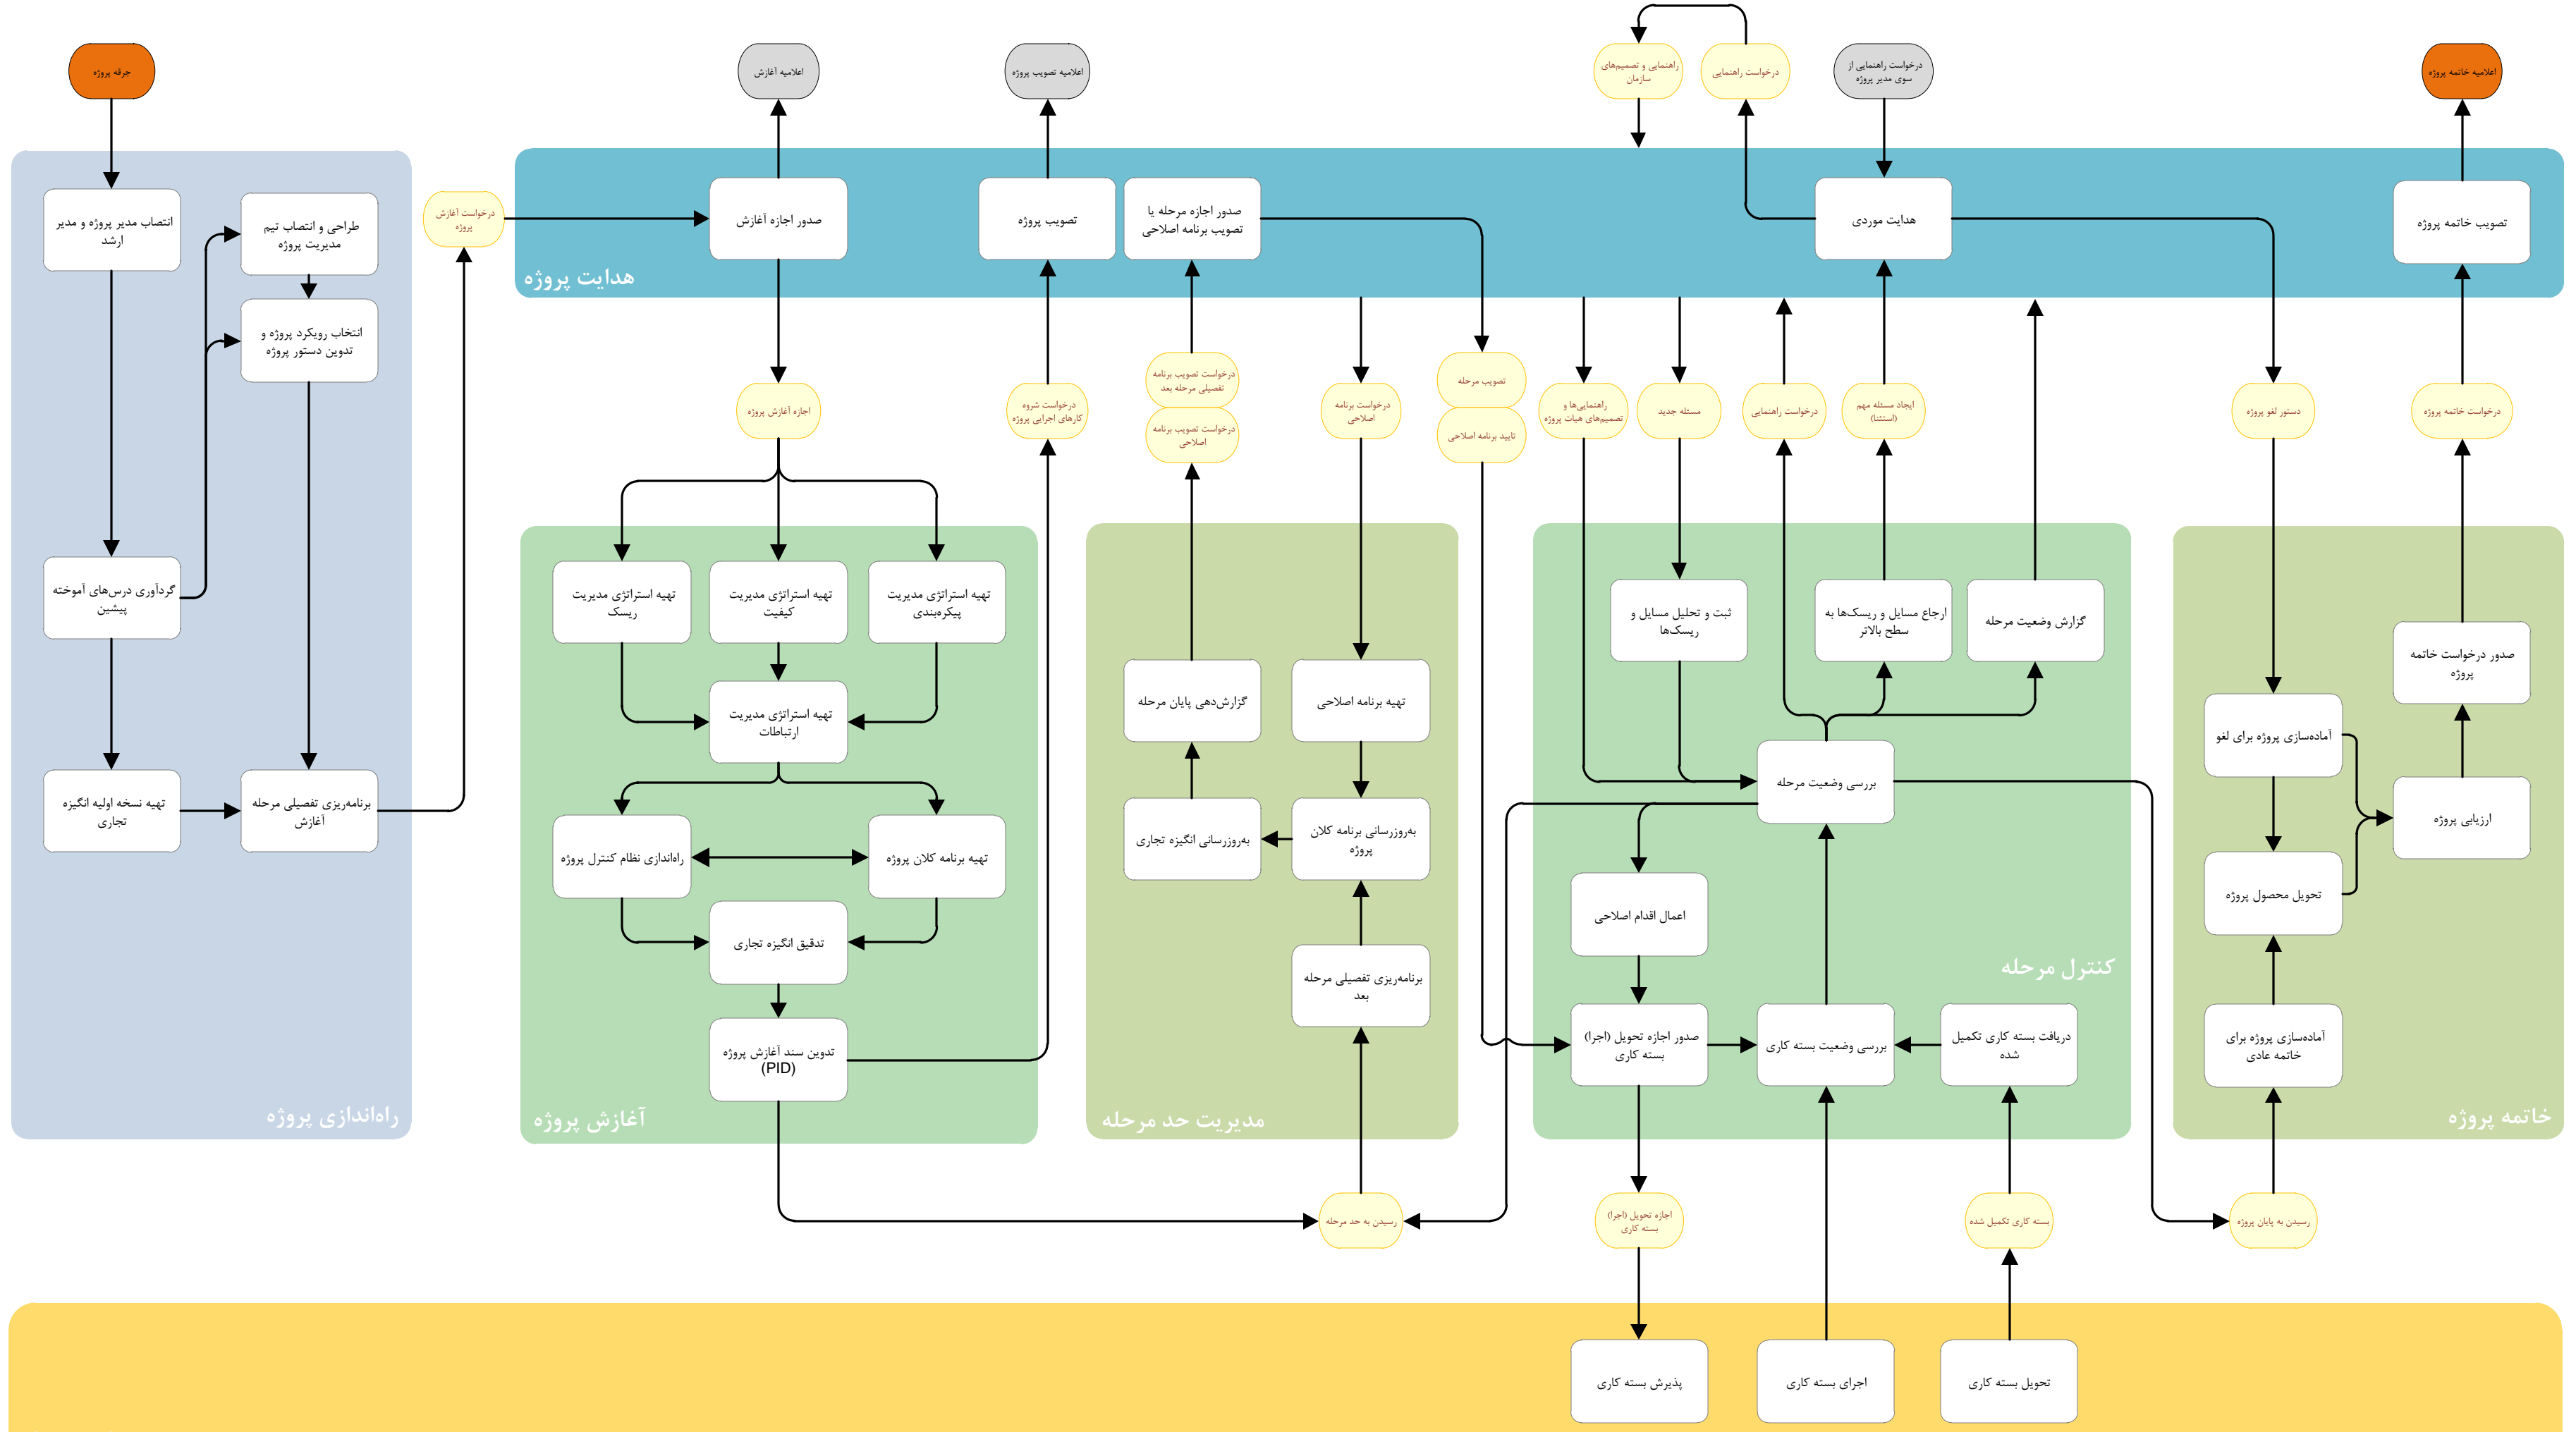 جرقه پروژه
اعلامیه آغازش
اعلامیه تصویب پروژه
راهنمایی و تصمیم‌های
سازمان
درخواست راهنمایی
درخواست راهنمایی از
سوی مدیر پروژه
اعلامیه خاتمه پروژه
انتصاب مدیر پروژه و مدیر
ارشد
طراحی و انتصاب تیم
مدیریت پروژه
انتخاب رویکرد پروژه و
تدوین دستور پروژه
گردآوری درس‌های آموخته
پیشین
تهیه نسخه اولیه انگیزه
تجاری
برنامه‌ریزی تفصیلی مرحله
آغازش
راه‌اندازی پروژه
درخواست آغازش
پروژه
صدور اجازه آغازش
تصویب پروژه
صدور اجازه مرحله یا
تصویب برنامه اصلاحی
هدایت موردی
تصویب خاتمه پروژه
هدایت پروژه
اجازه آغازش پروژه
درخواست شروه
کارهای اجرایی پروژه
درخواست تصویب برنامه
تفصیلی مرحله بعد
درخواست تصویب برنامه
اصلاحی
درخواست برنامه
اصلاحی
تصویب مرحله
تایید برنامه اصلاحی
راهنمایی‌ها و
تصمیم‌های هیات پروژه
مسئله جدید
درخواست راهنمایی
ایجاد مسئله مهم
(استثنا)
دستور لغو پروژه
درخواست خاتمه پروژه
تهیه استراتژی مدیریت
ریسک
تهیه استراتژی مدیریت
کیفیت
تهیه استراتژی مدیریت
پیکره‌بندی
تهیه استراتژی مدیریت
ارتباطات
راه‌اندازی نظام کنترل پروژه
تهیه برنامه کلان پروژه
تدقیق انگیزه تجاری
تدوین سند آغازش پروژه
(PID)
آغازش پروژه
گزارش‌دهی پایان مرحله
تهیه برنامه اصلاحی
به‌روزرسانی انگیزه تجاری
به‌روزرسانی برنامه کلان
پروژه
برنامه‌ریزی تفصیلی مرحله
بعد
مدیریت حد مرحله
ثبت و تحلیل مسایل و
ریسک‌ها
ارجاع مسایل و ریسک‌ها به
سطح بالاتر
گزارش وضعیت مرحله
بررسی وضعیت مرحله
اعمال اقدام اصلاحی
کنترل مرحله
صدور اجازه تحویل (اجرا)
بسته کاری
بررسی وضعیت بسته کاری
دریافت بسته کاری تکمیل
شده
صدور درخواست خاتمه
پروژه
آماده‌سازی پروژه برای لغو
ارزیابی پروژه
تحویل محصول پروژه
آماده‌سازی پروژه برای
خاتمه عادی
خاتمه پروژه
رسیدن به حد مرحله
اجازه تحویل (اجرا)
بسته کاری
بسته کاری تکمیل شده
رسیدن به پایان پروژه
پذیرش بسته کاری
اجرای بسته کاری
تحویل بسته کاری